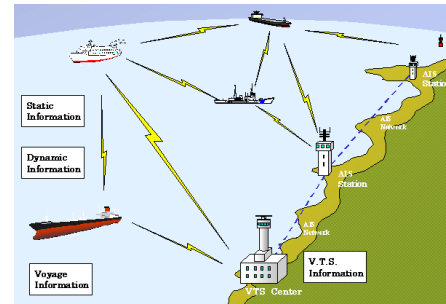 AIS
Station
Static
Information
AIS
Network
Dynamic
Information
AIS
Station
AIS
Network
Voyage
Information
V.T.S.
Information
VTS Center